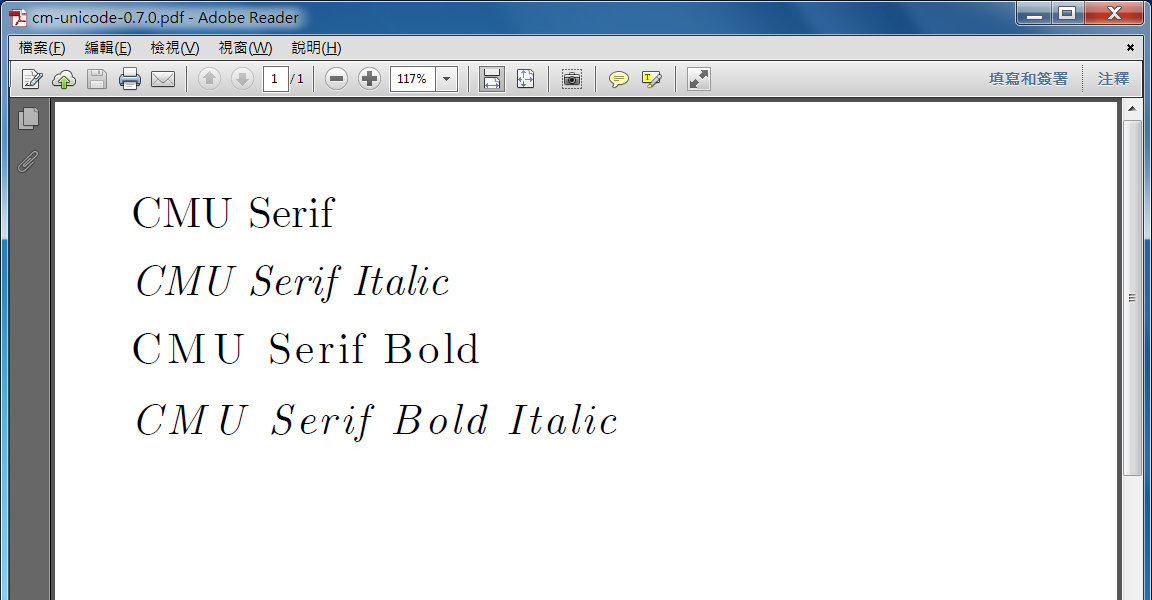 cm-unicode-0.7.0.pdf - Adobe Reader
檔案(F) 編輯(E) 檢視(V) 視窗(W) 說明(H)
1 / 1 117% 填寫和簽署 注釋
CMU Serif
CMU Serif Italic
CMU Serif Bold
CMU Serif Bold Italic